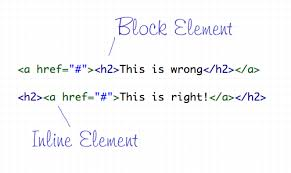 Block Element
<a href="#"><h2>This is wrong</h2></a>
<h2><a href="#">This is right!</a></h2>
Inline Element